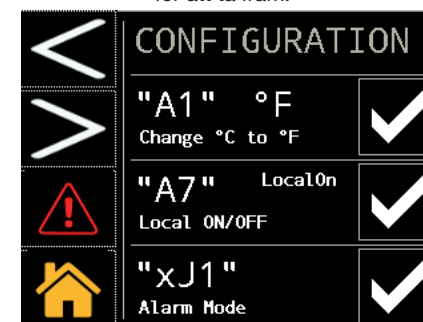 CONFIGURATION
"A1" °F
Change °C to °F
"A7" LocalOn
Local ON/OFF
"xJ1"
Alarm Mode